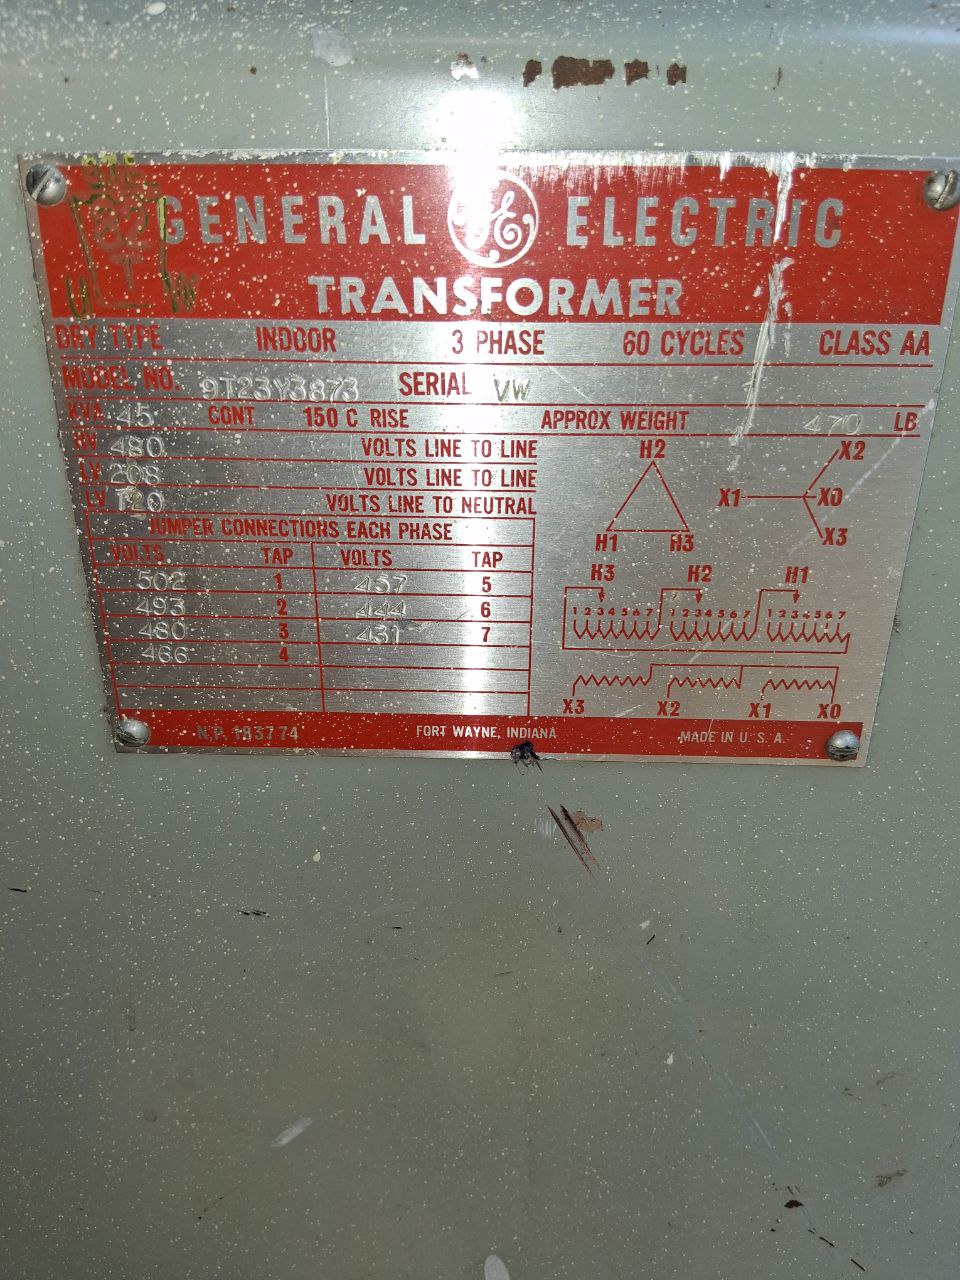 GENERAL GE ELECTRIC
TRANSFORMER
DRY TYPE INDOOR 3 PHASE 60 CYCLES CLASS AA
MODEL NO. 9T23Y3873 SERIAL VW
KVA 45 CONT 150 C RISE APPROX WEIGHT 470 LB
HV 480 VOLTS LINE TO LINE
LV 208 VOLTS LINE TO LINE
LV 120 VOLTS LINE TO NEUTRAL
JUMPER CONNECTIONS EACH PHASE
VOLTS TAP VOLTS TAP
502 1 457 5
493 2 444 6
480 3 431 7
466 4
H2
H1 H3
X2
X1 X0
X3
H3 H2 H1
1 2 3 4 5 6 7 1 2 3 4 5 6 7 1 2 3 4 5 6 7
X3 X2 X1 X0
N.P. 183774 FORT WAYNE, INDIANA MADE IN U. S. A.